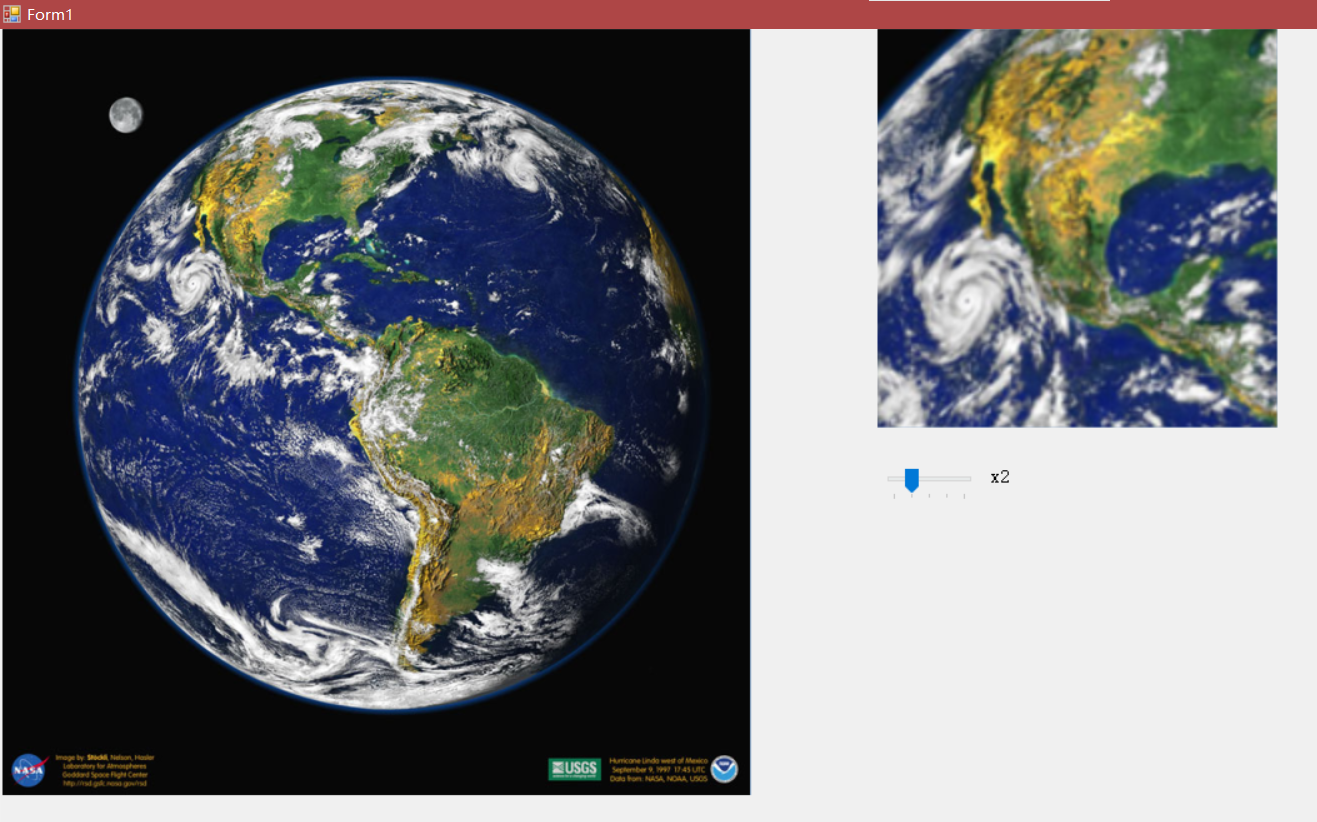 Form1
x2
NASA
Image by: Stöckli, Nelson, Hasler
Laboratory for Atmospheres
Goddard Space Flight Center
http://rsd.gsfc.nasa.gov/rsd
USGS
Hurricane Linda west of Mexico
September 9, 1997 17:45 UTC
Data from: NASA, NOAA, USGS